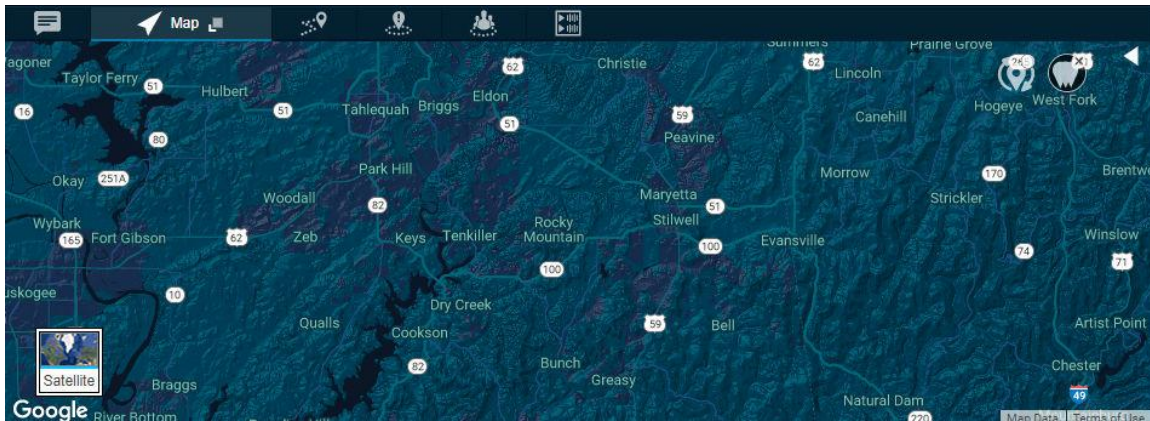 Map
Summers
Prairie Grove
agoner
Taylor Ferry
51
Hulbert
51
62
Christie
62
Lincoln
Hogeye
West Fork
16
Tahlequah
Briggs
Eldon
51
59
Peavine
Canehill
80
Okay
251A
Park Hill
Woodall
82
Maryetta
51
Morrow
170
Strickler
Brentw
Wybark
165
Fort Gibson
62
Zeb
Keys
Tenkiller
Rocky
Mountain
Stilwell
100
Evansville
74
Winslow
71
uskogee
10
100
Dry Creek
Qualls
Cookson
59
Bell
Artist Point
82
Bunch
Greasy
Chester
49
Satellite
Braggs
Natural Dam
220
Google
River Bottom
Map Data
Terms of Use